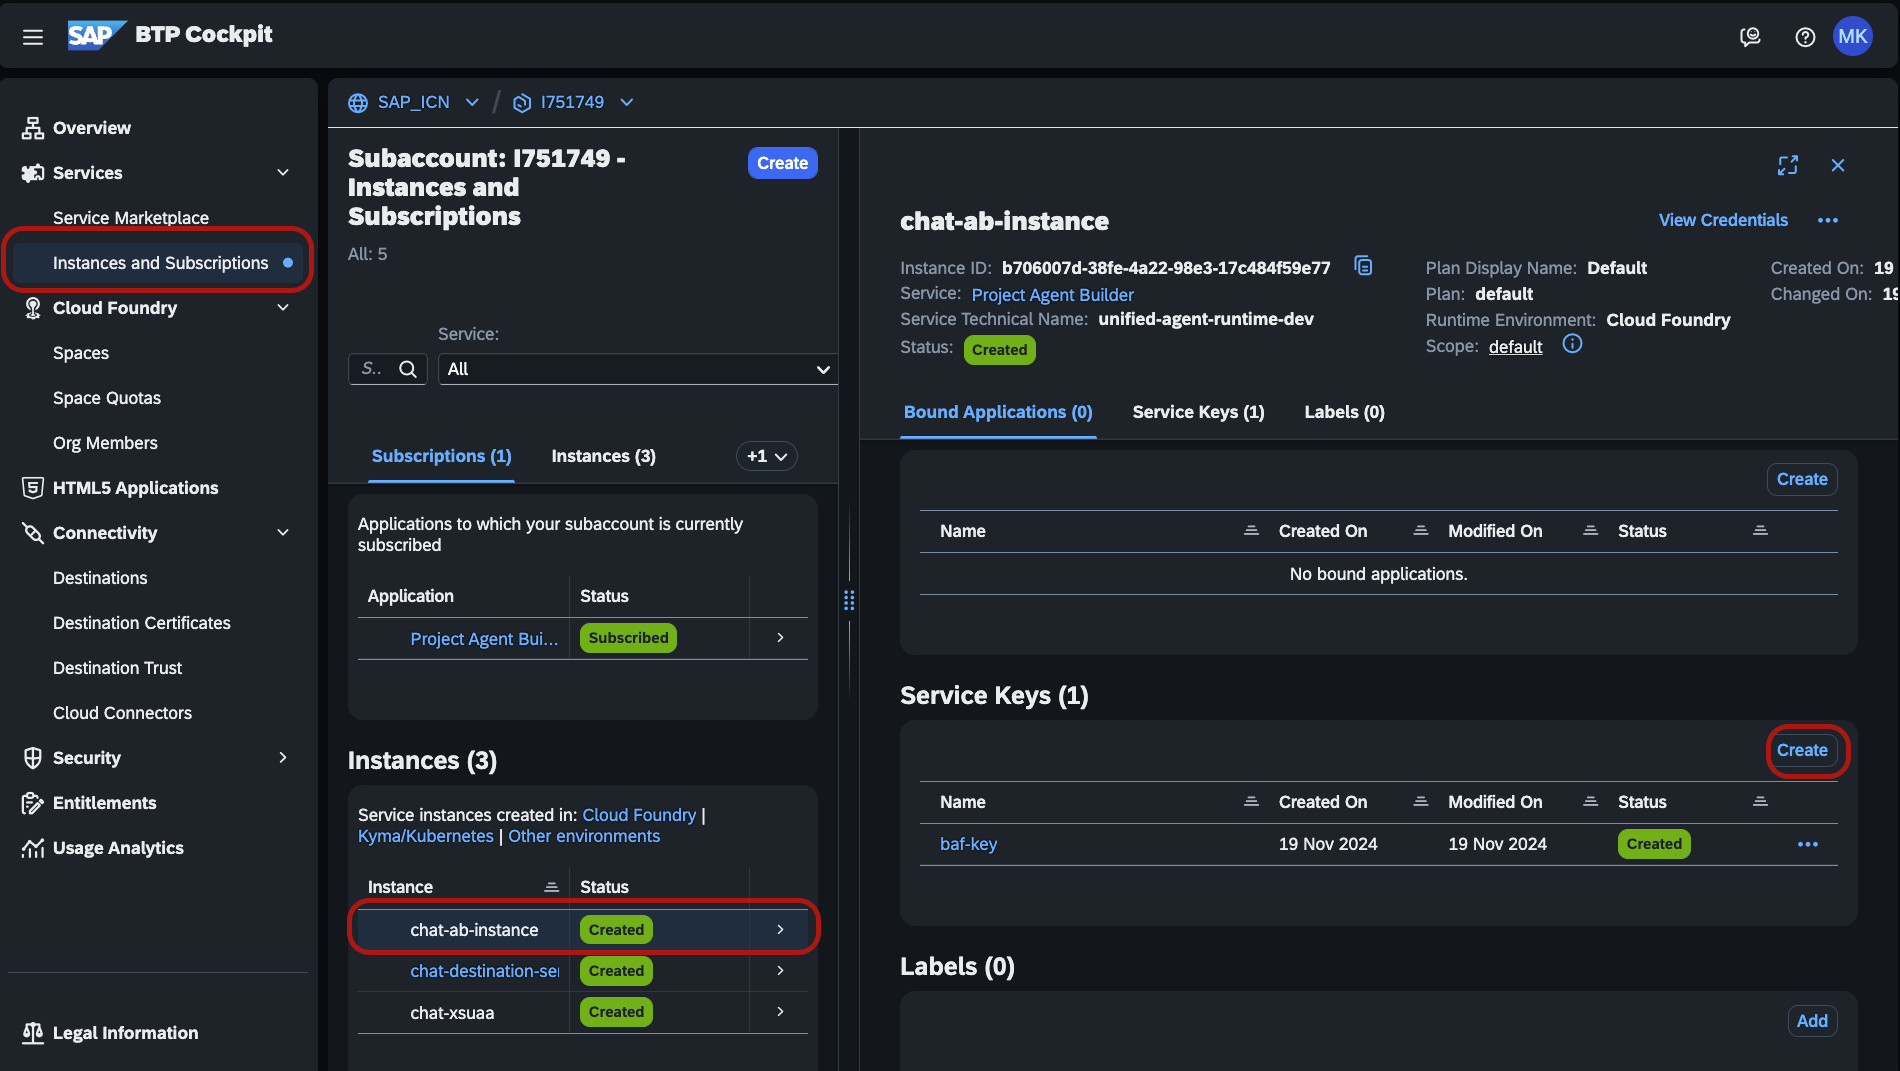 SAP BTP Cockpit
MK
Overview
Services
Service Marketplace
Instances and Subscriptions
Cloud Foundry
Spaces
Space Quotas
Org Members
HTML5 Applications
Connectivity
Destinations
Destination Certificates
Destination Trust
Cloud Connectors
Security
Entitlements
Usage Analytics
Legal Information
SAP_ICN / I751749
Subaccount: I751749 -
Instances and
Subscriptions
Create
All: 5
Service:
S..
All
Subscriptions (1) Instances (3) +1
Applications to which your subaccount is currently
subscribed
Application Status
Project Agent Bui... Subscribed
Instances (3)
Service instances created in: Cloud Foundry |
Kyma/Kubernetes | Other environments
Instance Status
chat-ab-instance Created
chat-destination-ser Created
chat-xsuaa Created
chat-ab-instance
View Credentials
Instance ID: b706007d-38fe-4a22-98e3-17c484f59e77
Service: Project Agent Builder
Service Technical Name: unified-agent-runtime-dev
Status: Created
Plan Display Name: Default
Plan: default
Runtime Environment: Cloud Foundry
Scope: default
Created On: 19
Changed On: 19
Bound Applications (0) Service Keys (1) Labels (0)
Create
Name Created On Modified On Status
No bound applications.
Service Keys (1)
Create
Name Created On Modified On Status
baf-key 19 Nov 2024 19 Nov 2024 Created
Labels (0)
Add